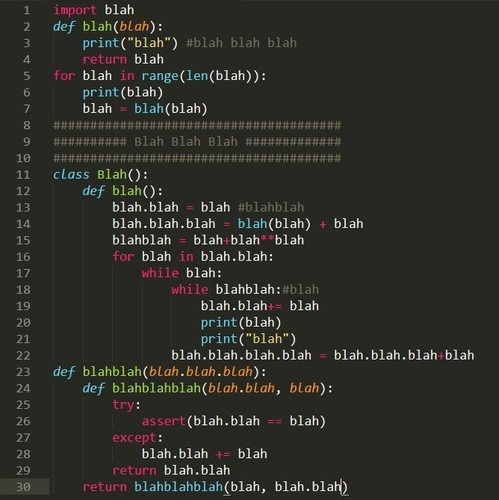 1 import blah
2 def blah(blah):
3     print("blah") #blah blah blah
4     return blah
5 for blah in range(len(blah)):
6     print(blah)
7     blah = blah(blah)
8 #######################################
9 ########## Blah Blah Blah #############
10 #######################################
11 class Blah():
12     def blah():
13         blah.blah = blah #blahblah
14         blah.blah.blah = blah(blah) + blah
15         blahblah = blah+blah**blah
16         for blah in blah.blah:
17             while blah:
18                 while blahblah:#blah
19                     blah.blah+= blah
20                     print(blah)
21                     print("blah")
22                 blah.blah.blah.blah = blah.blah.blah+blah
23 def blahblah(blah.blah.blah):
24     def blahblahblah(blah.blah, blah):
25         try:
26             assert(blah.blah == blah)
27         except:
28             blah.blah += blah
29         return blah.blah
30     return blahblahblah(blah, blah.blah)